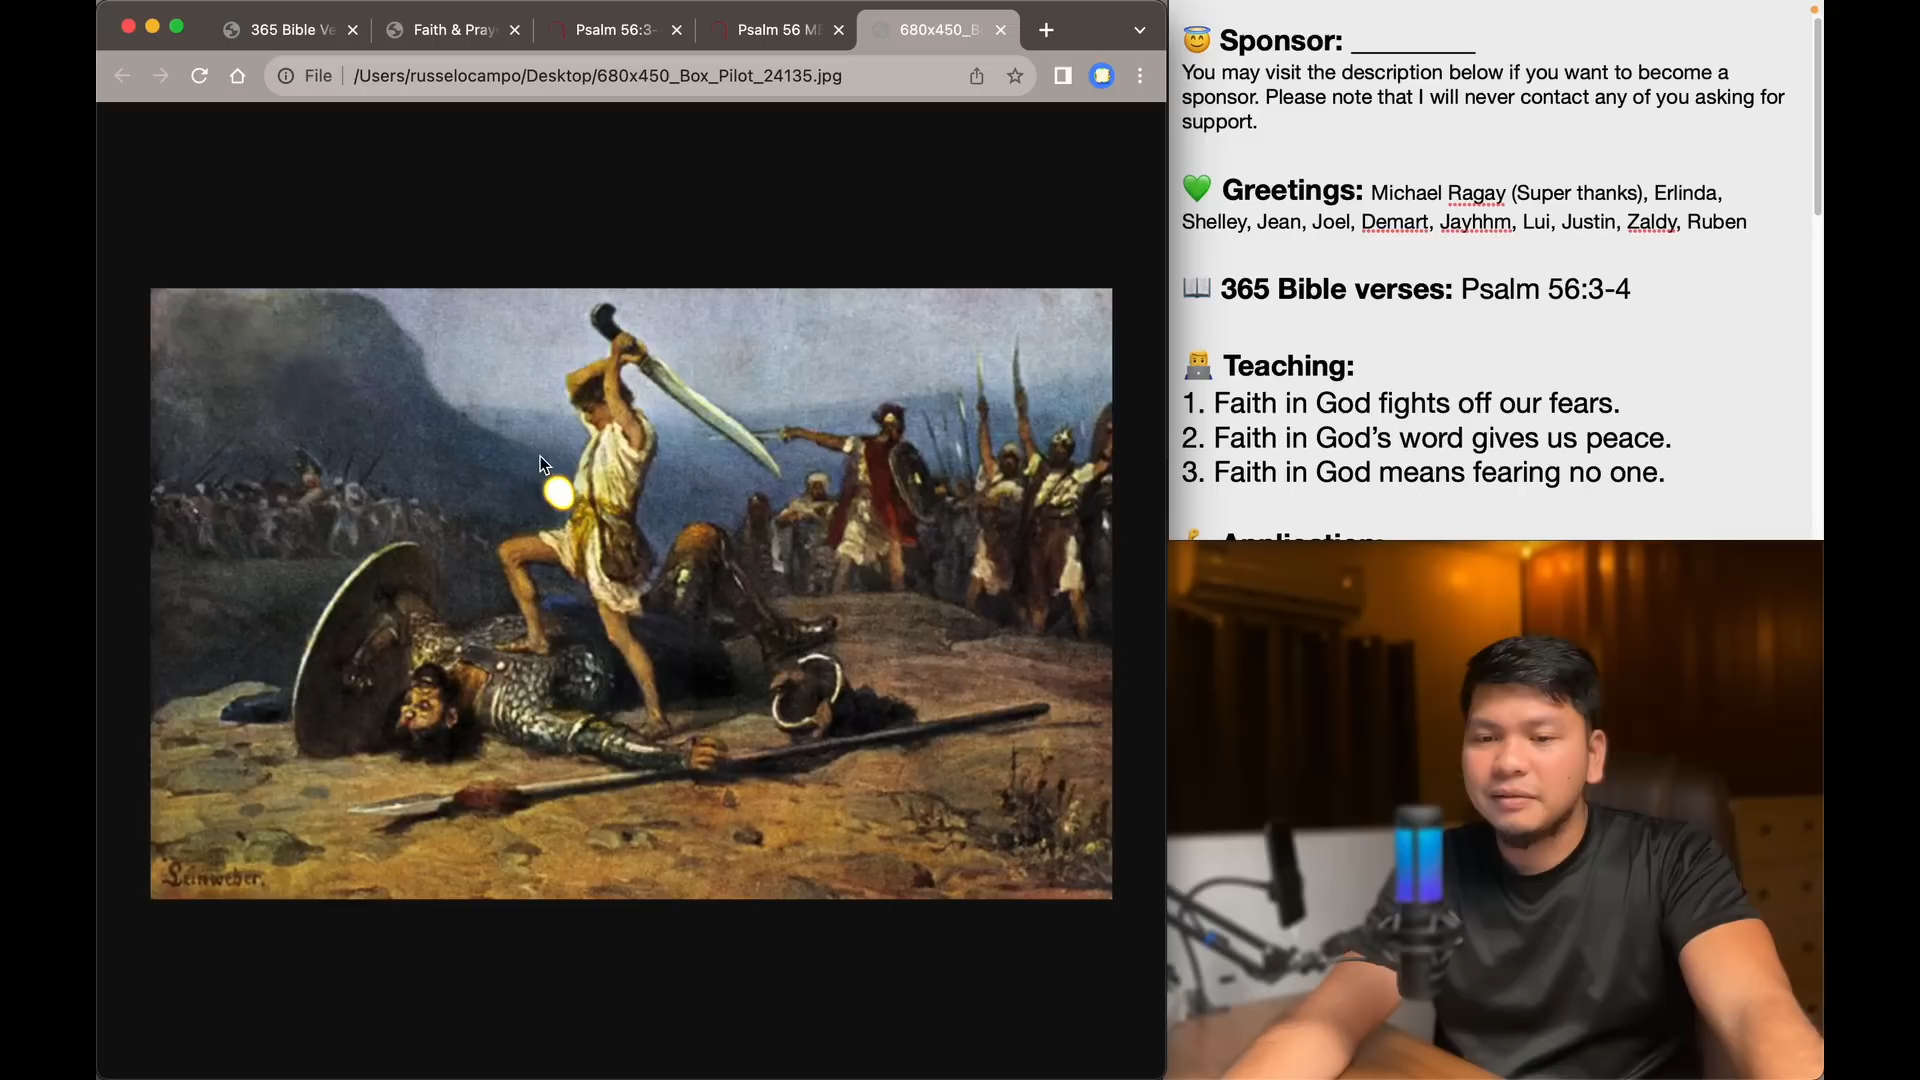 365 Bible Ve
Faith & Pray
Psalm 56:3-
Psalm 56 M
680x450_B
File
/Users/russelocampo/Desktop/680x450_Box_Pilot_24135.jpg
Leinweber.
😇 Sponsor: __________
You may visit the description below if you want to become a
sponsor. Please note that I will never contact any of you asking for
support.
💚 Greetings: Michael Ragay (Super thanks), Erlinda,
Shelley, Jean, Joel, Demart, Jayhhm, Lui, Justin, Zaldy, Ruben
📖 365 Bible verses: Psalm 56:3-4
👨‍💻 Teaching:
1. Faith in God fights off our fears.
2. Faith in God’s word gives us peace.
3. Faith in God means fearing no one.
Application: